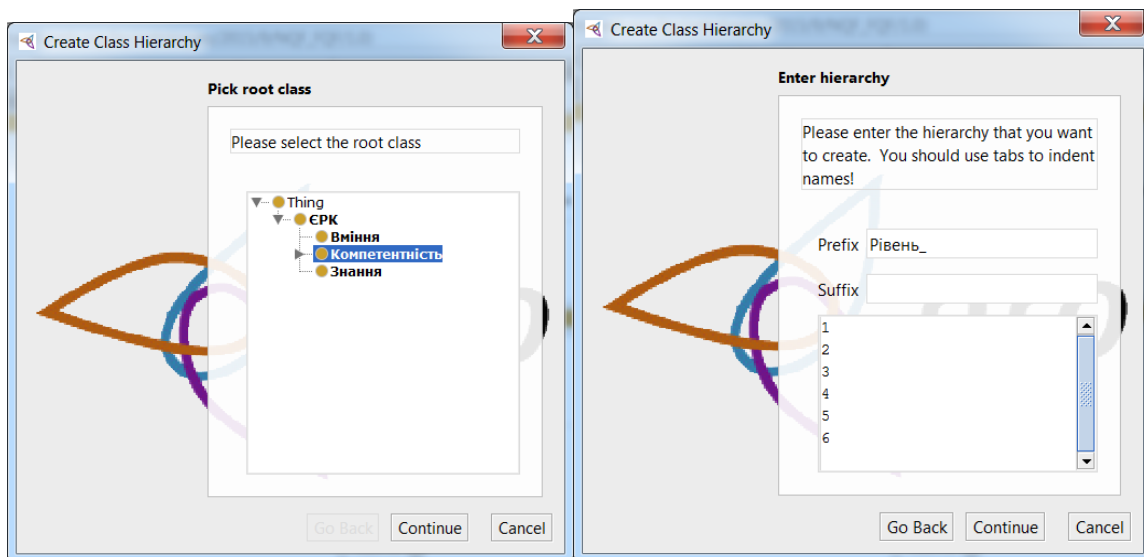 Create Class Hierarchy
Pick root class
Please select the root class
Thing
ЄРК
Вміння
Компетентність
Знання
Go Back
Continue
Cancel
Create Class Hierarchy
Enter hierarchy
Please enter the hierarchy that you want
to create. You should use tabs to indent
names!
Prefix Рівень_
Suffix
1
2
3
4
5
6
Go Back
Continue
Cancel